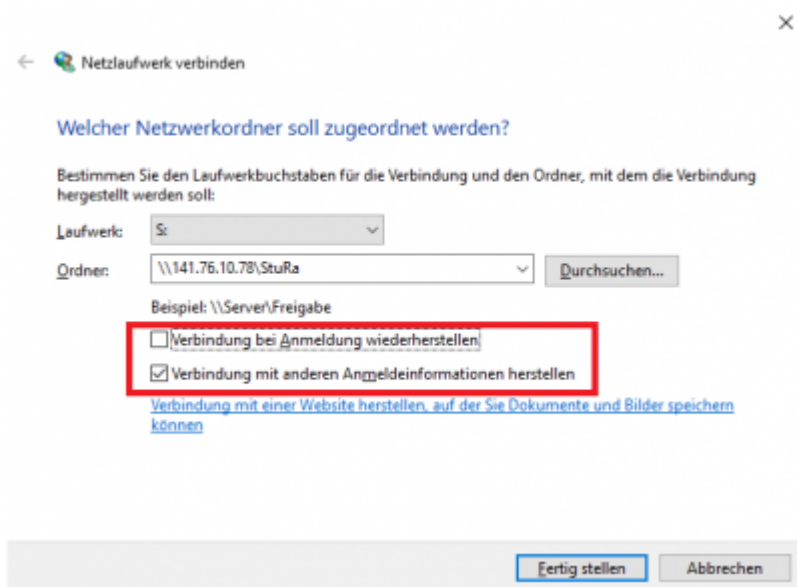 Netzlaufwerk verbinden
Welcher Netzwerkordner soll zugeordnet werden?
Bestimmen Sie den Laufwerkbuchstaben für die Verbindung und den Ordner, mit dem die Verbindung
hergestellt werden soll:
Laufwerk: S:
Ordner: \\141.76.10.78\StuRa Durchsuchen...
Beispiel: \\Server\Freigabe
Verbindung bei Anmeldung wiederherstellen
Verbindung mit anderen Anmeldeinformationen herstellen
Verbindung mit einer Website herstellen, auf der Sie Dokumente und Bilder speichern
können
Fertig stellen Abbrechen